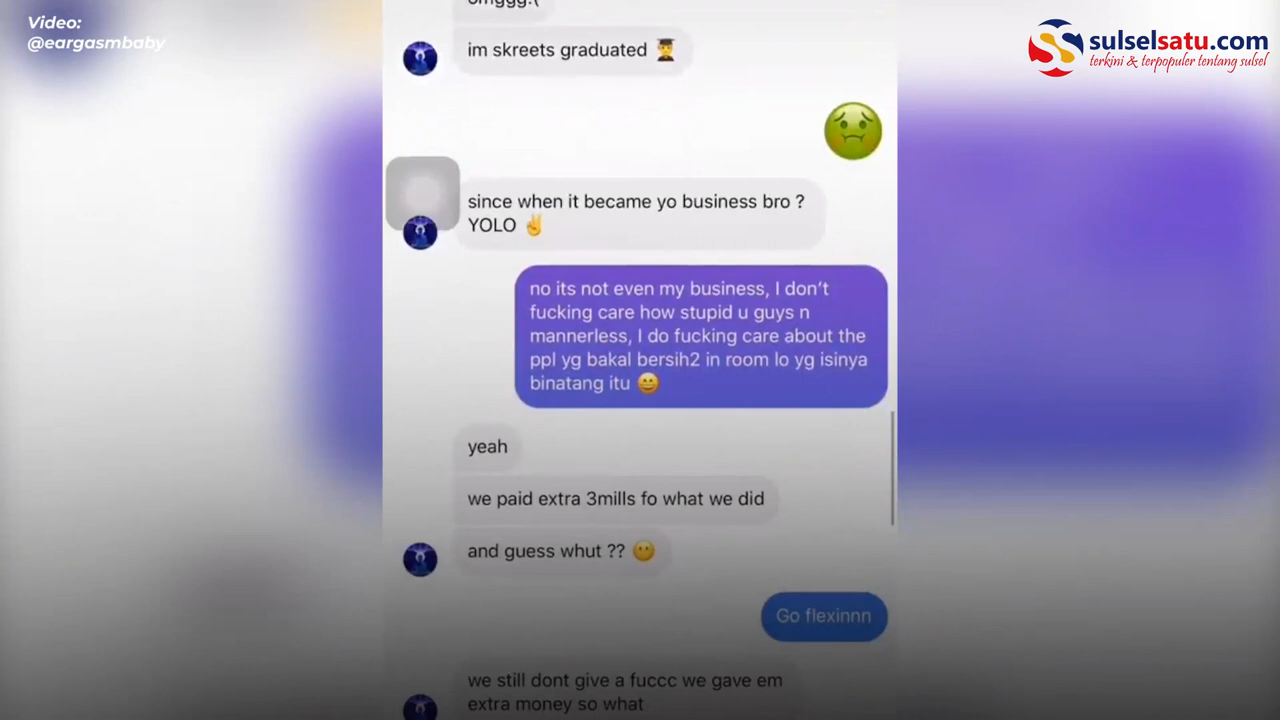 Video:
@eargasmbaby
sulselsatu.com
terkini & terpopuler tentang sulsel
omggg:(
im skreets graduated 👨‍🎓
🤢
since when it became yo business bro ?
YOLO ✌
no its not even my business, I don't
fucking care how stupid u guys n
mannerless, I do fucking care about the
ppl yg bakal bersih2 in room lo yg isinya
binatang itu 😄
yeah
we paid extra 3mills fo what we did
and guess whut ?? 😶
Go flexinnn
we still dont give a fuccc we gave em
extra money so what